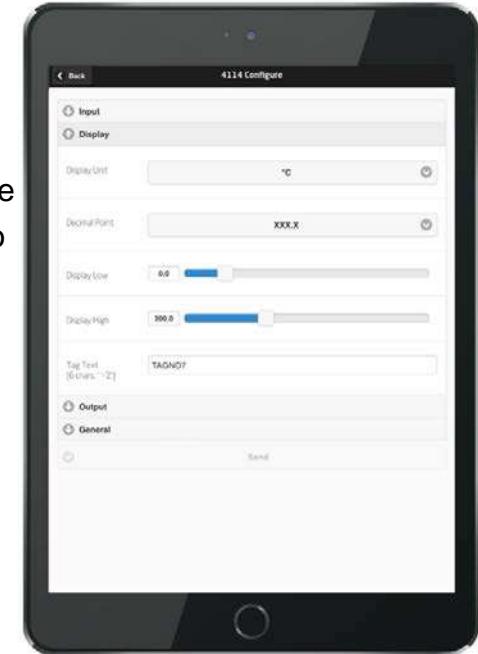 Back
4114 Configure
Input
Display
Display Unit
°C
Decimal Point
XXX.X
Display Low
0.0
Display High
300.0
Tag Text
TAGNO7
Output
General
Send
e